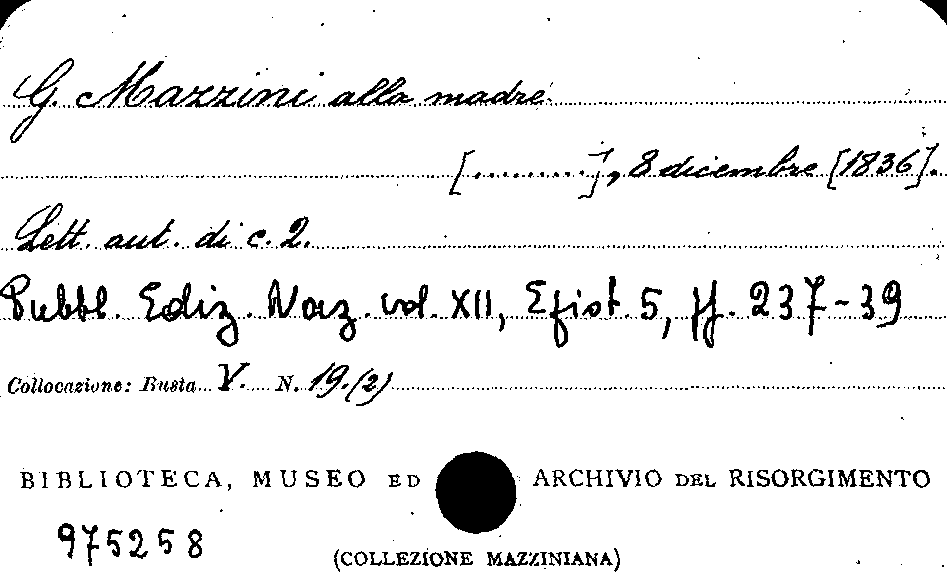 G. Mazzini alla madre.
[..........], 8 dicembre [1836].
Lett. aut. di c. 2.
Pubbl. Ediz. Naz. vol. XII, Epist. 5, pp. 237-39
Collocazione: Busta V. N. 19.(2)
BIBLIOTECA, MUSEO ED ARCHIVIO DEL RISORGIMENTO
975258
(COLLEZIONE MAZZINIANA)